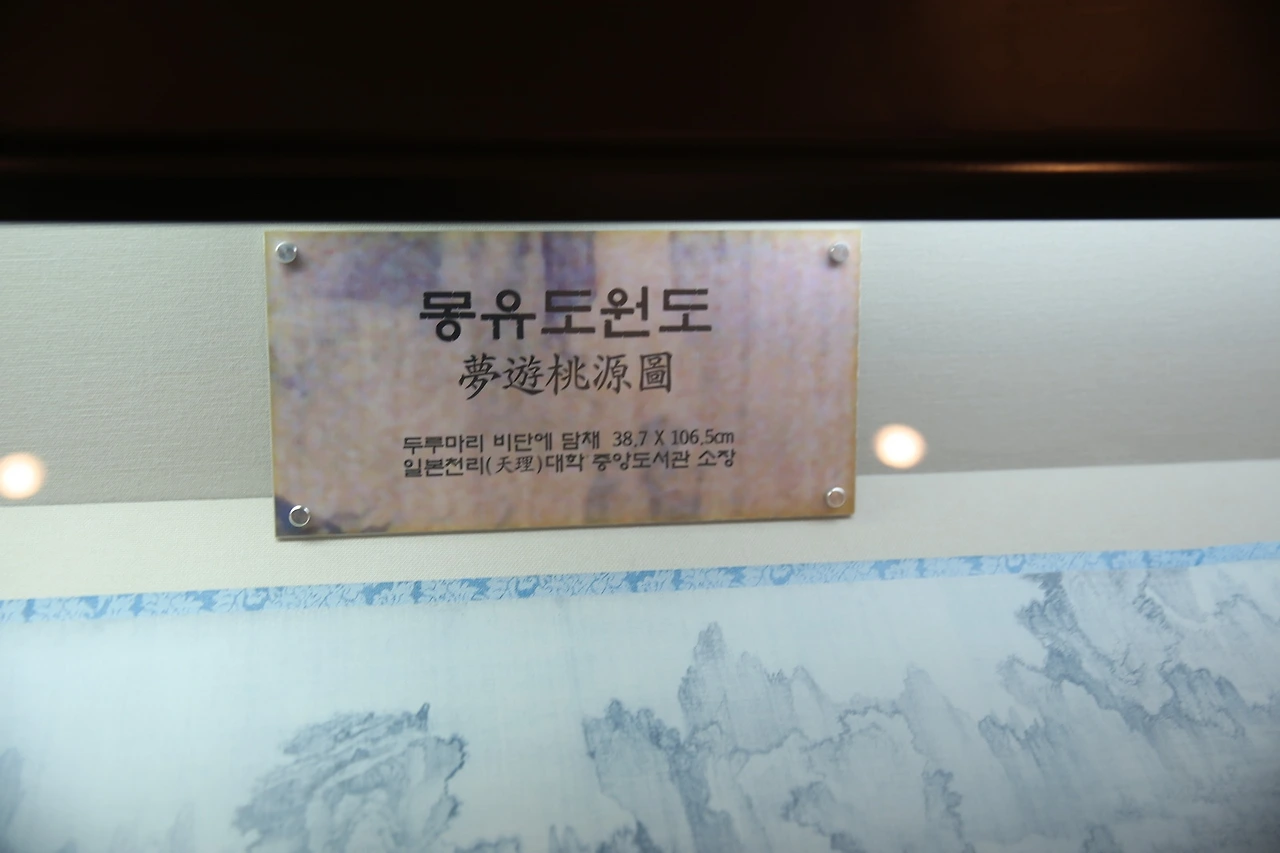 몽유도원도
夢遊桃源圖
두루마리 비단에 담채 38.7 X 106.5cm
일본천리(天理)대학 중앙도서관 소장